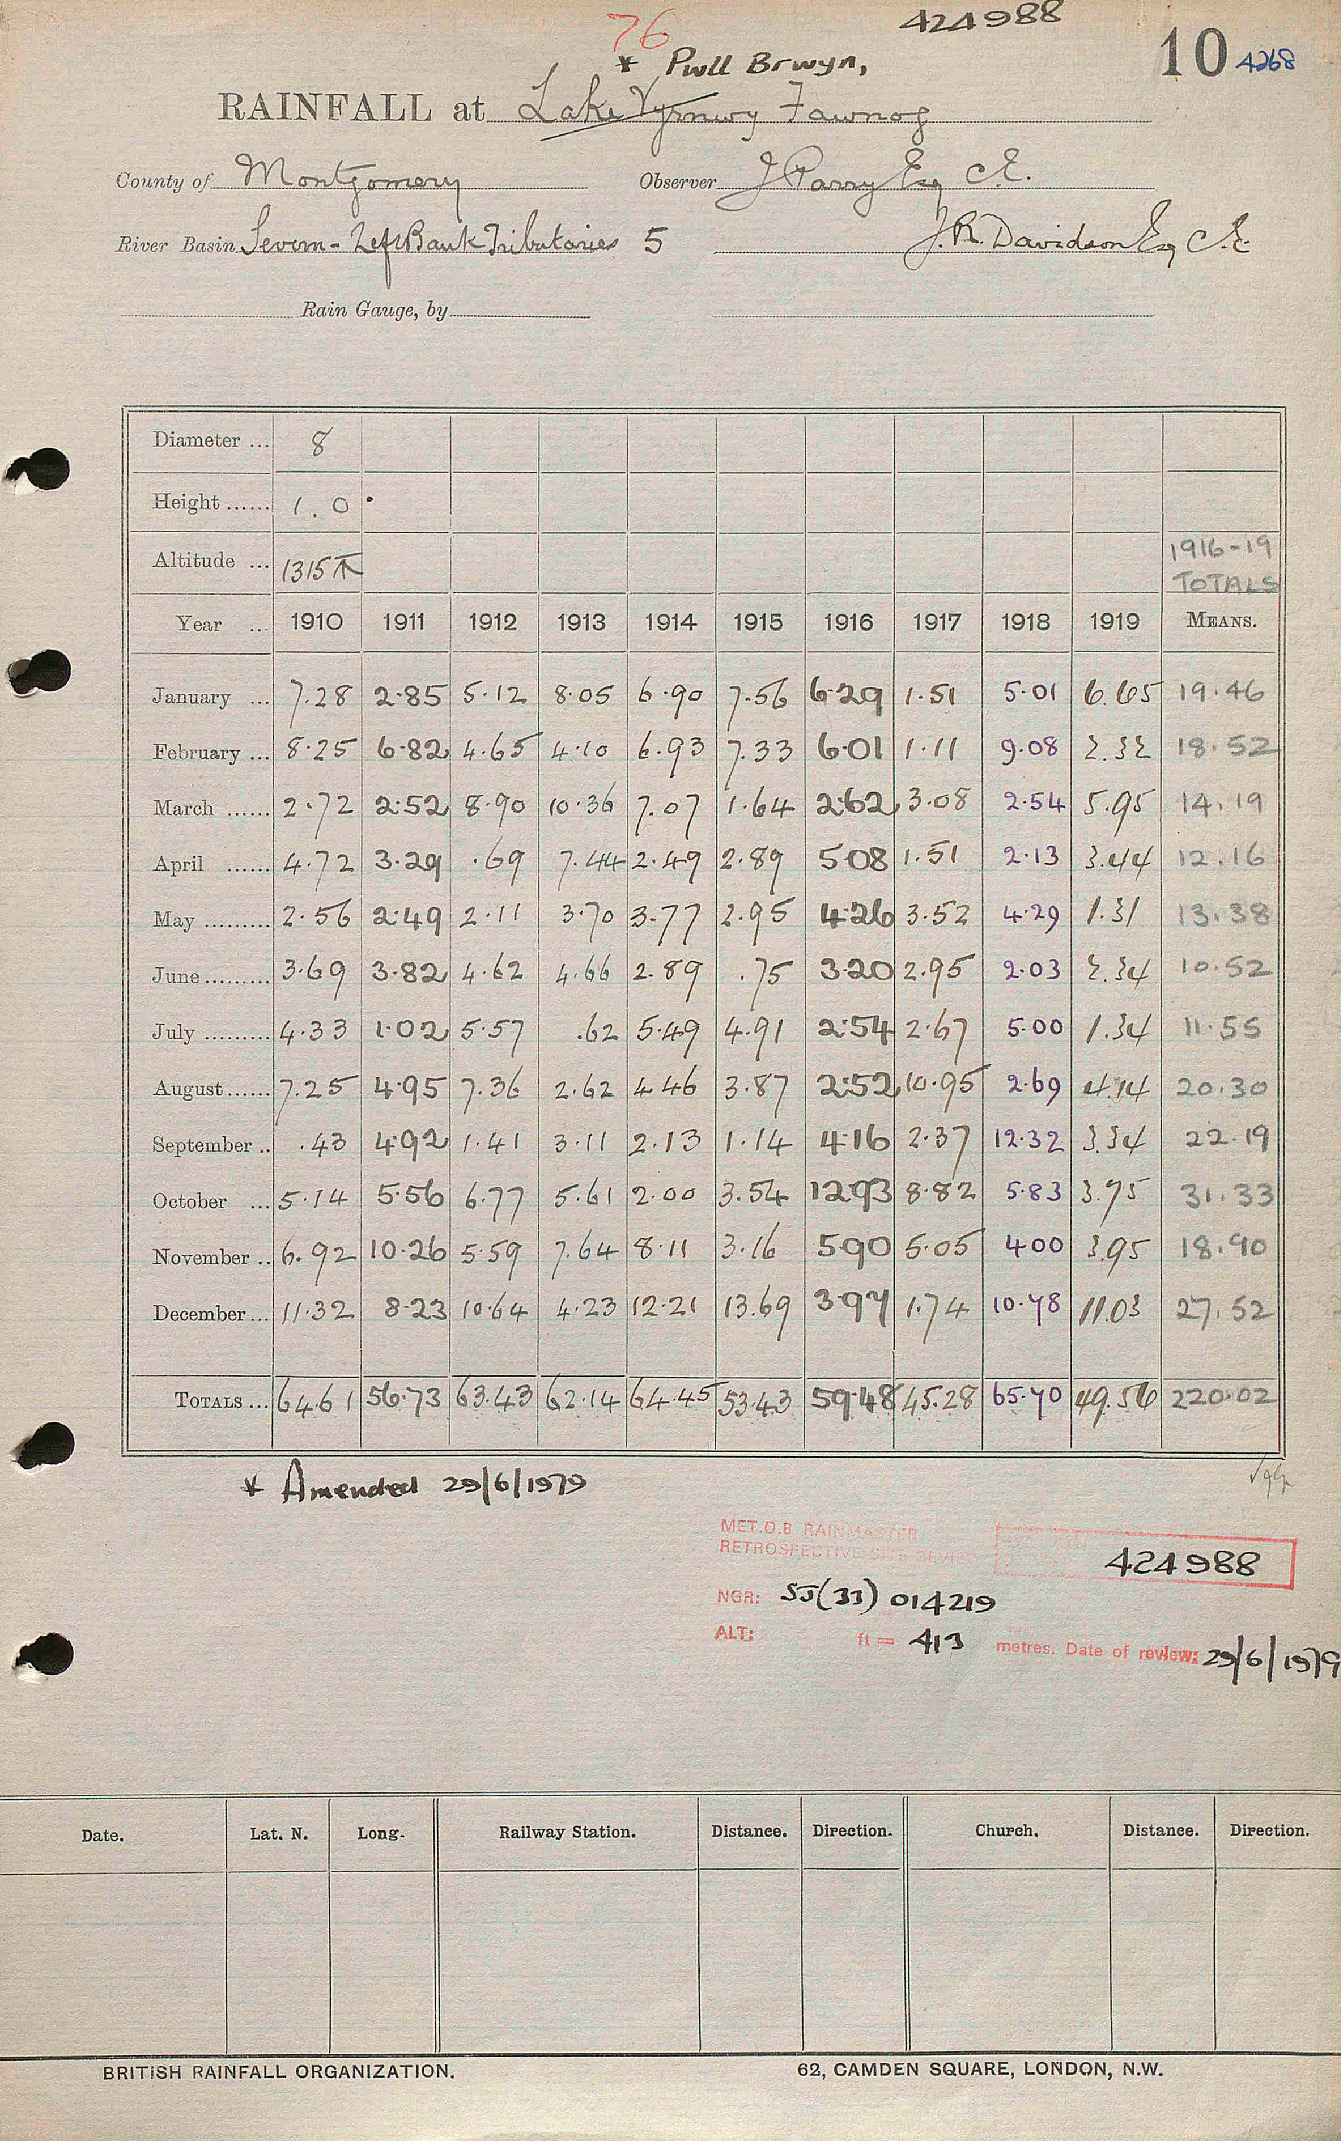 76
424988
* Pwll Brwyn,
10 4268
RAINFALL at Lake Vyrnwy Fawnog
County of Montgomery Observer J Parry Esq C.E.
River Basin Severn - Left Bank Tributaries 5 J.R. Davidson Esq C.E
Rain Gauge, by
Diameter ... 8
Height ...... 1.0
Altitude ... 1315 1916-19
TOTALS
Year ... 1910 1911 1912 1913 1914 1915 1916 1917 1918 1919 MEANS.
January ... 7.28 2.85 5.12 8.05 6.90 7.56 6.29 1.51 5.01 6.65 19.46
February ... 8.25 6.82 4.65 4.10 6.93 7.33 6.01 1.11 9.08 2.32 18.52
March ...... 2.72 2.52 8.90 10.36 7.07 1.64 2.62 3.08 2.54 5.95 14.19
April ...... 4.72 3.29 .69 7.44 2.49 2.89 5.08 1.51 2.13 3.44 12.16
May ......... 2.56 2.49 2.11 3.70 3.77 2.95 4.26 3.52 4.29 1.31 13.38
June ......... 3.69 3.82 4.62 4.66 2.89 .75 3.20 2.95 2.03 2.34 10.52
July ......... 4.33 1.02 5.57 .62 5.49 4.91 2.54 2.67 5.00 1.34 11.55
August ...... 7.25 4.95 7.36 2.62 4.46 3.87 2.52 10.95 2.69 4.14 20.30
September .. .43 4.92 1.41 3.11 2.13 1.14 4.16 2.37 12.32 3.34 22.19
October ... 5.14 5.56 6.77 5.61 2.00 3.54 12.93 8.82 5.83 3.75 31.33
November .. 6.92 10.26 5.59 7.64 8.11 3.16 5.90 5.05 4.00 3.95 18.90
December ... 11.32 8.23 10.64 4.23 12.21 13.69 3.97 1.74 10.78 11.03 27.52
TOTALS ... 64.61 56.73 63.43 62.14 64.45 53.43 59.48 45.28 65.70 49.56 220.02
* Amended 29/6/1979
MET.O.8 RAINMASTER
RETROSPECTIVE SITE REVIEW 424988
NGR: SJ(33) 014219
ALT: ft = 413 metres. Date of review: 29/6/1979
Date. Lat. N. Long. Railway Station. Distance. Direction. Church. Distance. Direction.
BRITISH RAINFALL ORGANIZATION. 62, CAMDEN SQUARE, LONDON, N.W.